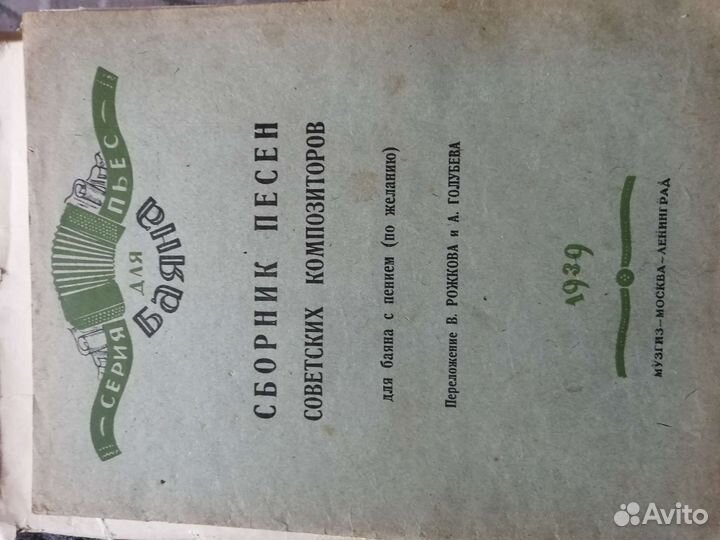 СЕРИЯ ПЬЕС
ДЛЯ
БАЯНА
СБОРНИК ПЕСЕН
СОВЕТСКИХ КОМПОЗИТОРОВ
для баяна с пением (по желанию)
Переложение В. РОЖКОВА и А. ГОЛУБЕВА
1939
МУЗГИЗ–МОСКВА–ЛЕНИНГРАД
Avito